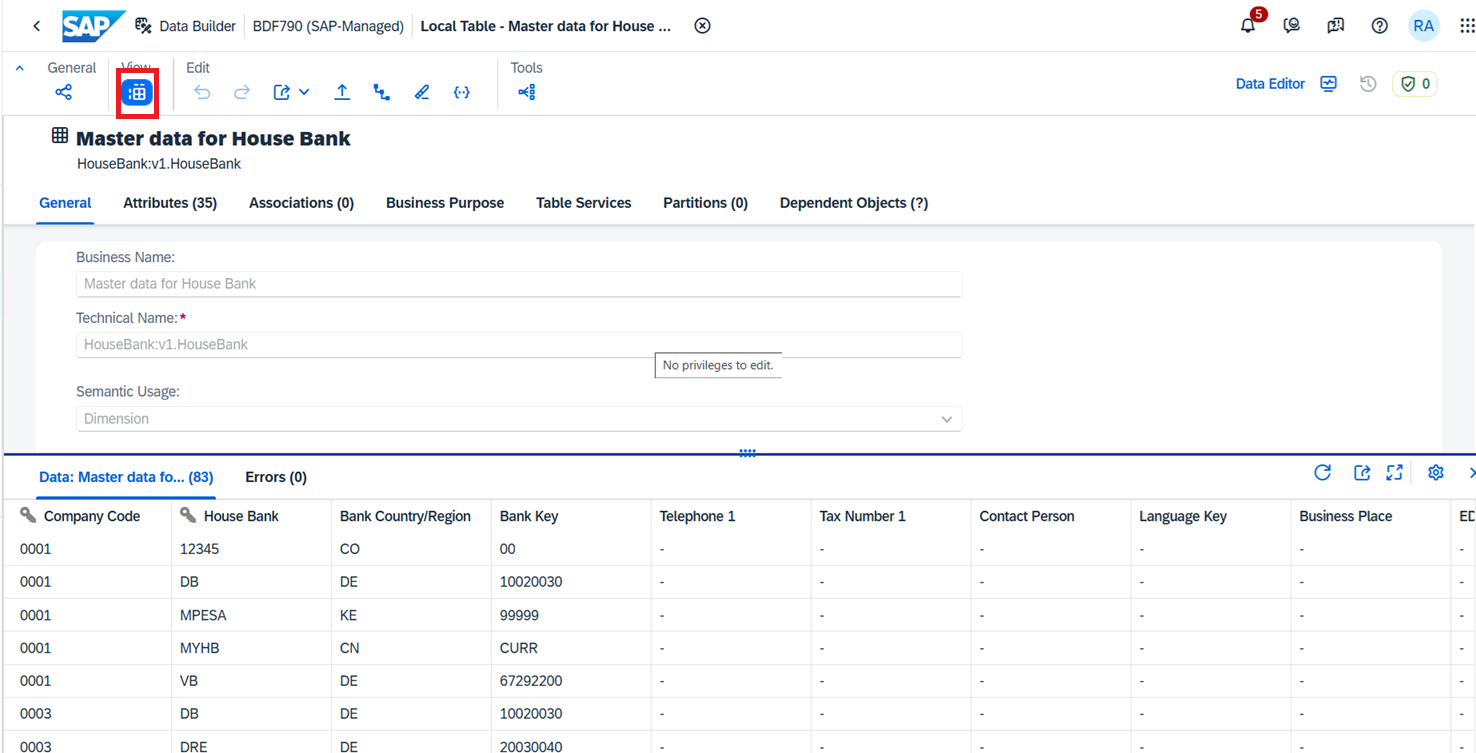 SAP Data Builder BDF790 (SAP-Managed) Local Table - Master data for House ... 5 RA
General View Edit Tools
Data Editor 0
Master data for House Bank
HouseBank:v1.HouseBank
General Attributes (35) Associations (0) Business Purpose Table Services Partitions (0) Dependent Objects (?)
Business Name:
Master data for House Bank
Technical Name:*
HouseBank:v1.HouseBank
No privileges to edit.
Semantic Usage:
Dimension
Data: Master data fo... (83) Errors (0)
Company Code House Bank Bank Country/Region Bank Key Telephone 1 Tax Number 1 Contact Person Language Key Business Place ED
0001 12345 CO 00 - - - - - -
0001 DB DE 10020030 - - - - - -
0001 MPESA KE 99999 - - - - - -
0001 MYHB CN CURR - - - - - -
0001 VB DE 67292200 - - - - - -
0003 DB DE 10020030 - - - - - -
0003 DRE DE 20030040 - - - - - -